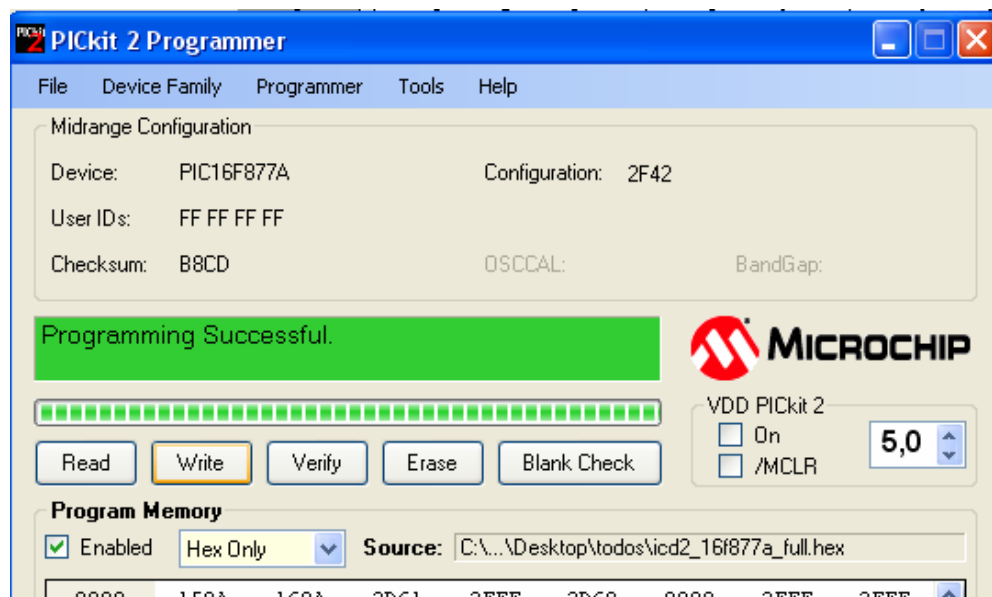 PICkit 2 Programmer
File Device Family Programmer Tools Help
Midrange Configuration
Device: PIC16F877A Configuration: 2F42
User IDs: FF FF FF FF
Checksum: B8CD OSCCAL: BandGap:
Programming Successful.
MICROCHIP
VDD PICkit 2
On
5,0
/MCLR
Read Write Verify Erase Blank Check
Program Memory
Enabled Hex Only Source: C:\...\Desktop\todos\icd2_16f877a_full.hex